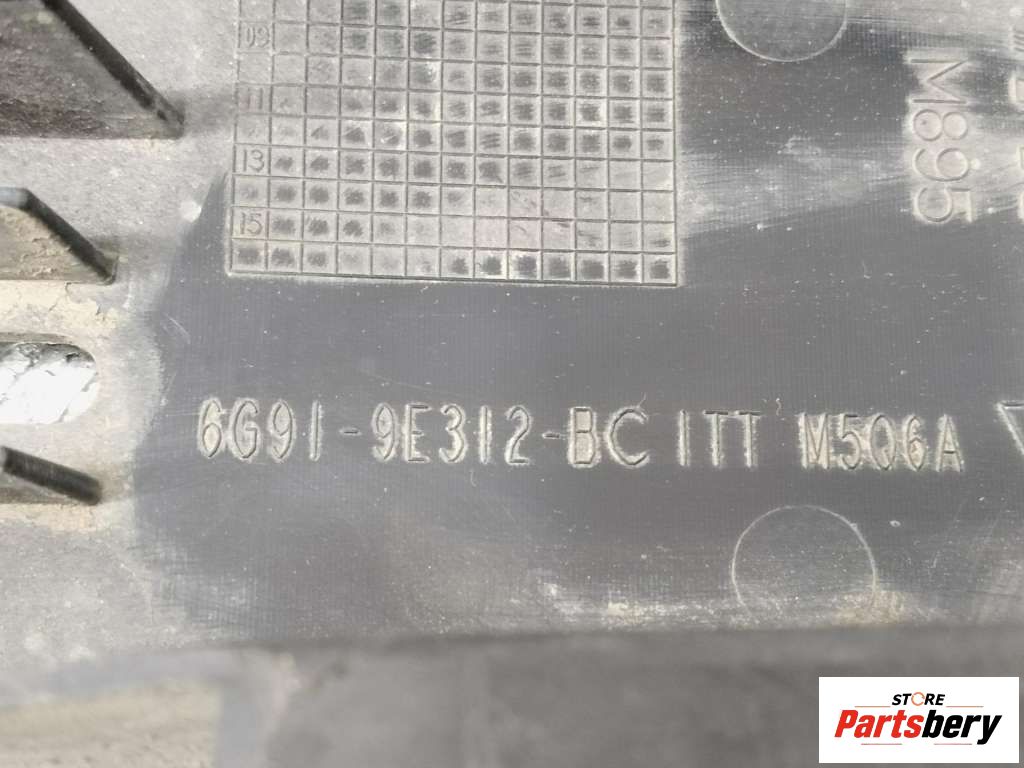 09
11
13
15
M895
6G91-9E312-BC ITT M506A
STORE
Partsbery